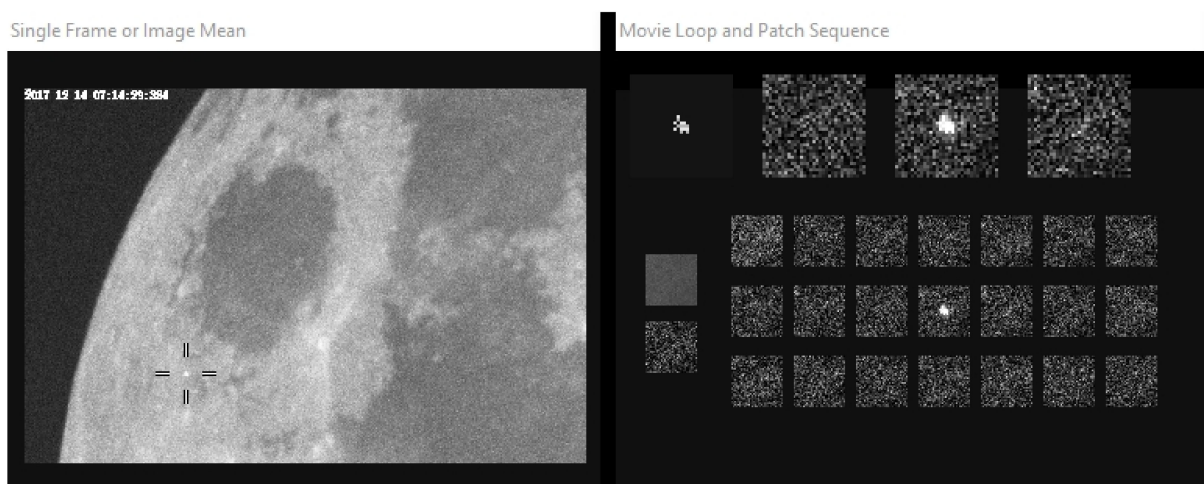 Single Frame or Image Mean
Movie Loop and Patch Sequence
2017 12 14 07:14:29:384